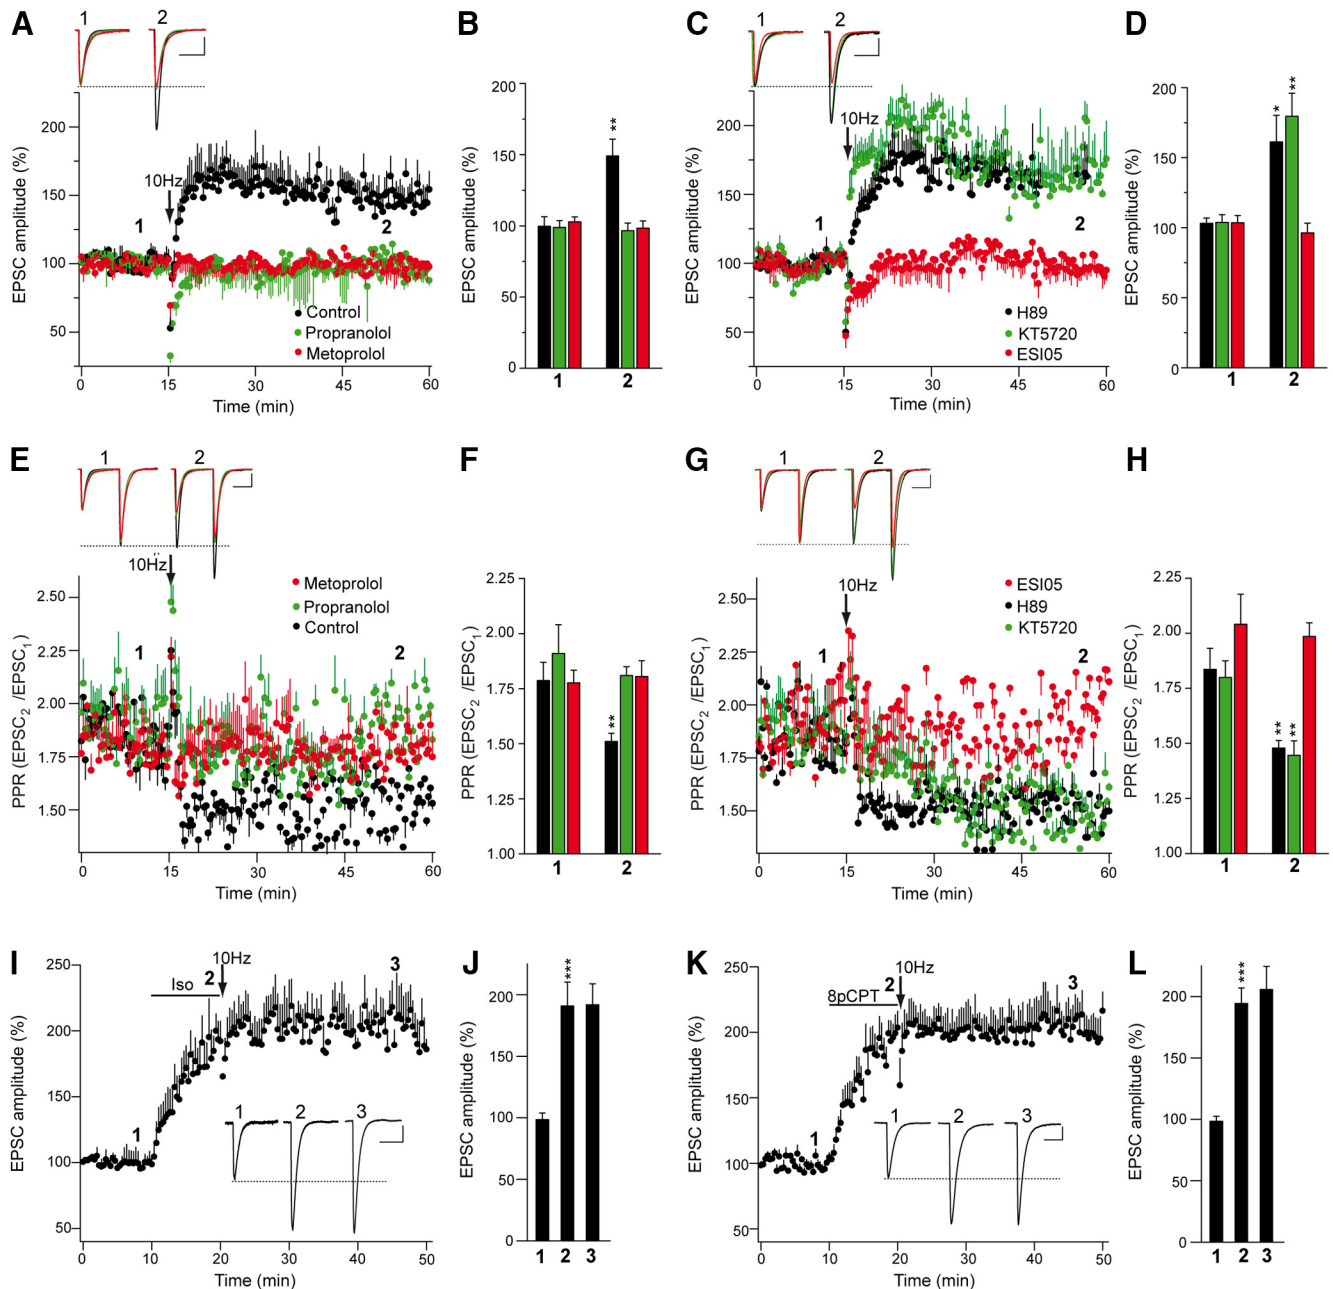 A
1 2
EPSC amplitude (%)
200
150
100
50
10Hz
1
2
Control
Propranolol
Metoprolol
0 15 30 45 60
Time (min)
B
EPSC amplitude (%)
200
150
100
50
0
**
1 2
C
1 2
EPSC amplitude (%)
200
150
100
50
10Hz
1
2
H89
KT5720
ESI05
0 15 30 45 60
Time (min)
D
EPSC amplitude (%)
200
150
100
50
0
*
**
1 2
E
1 2
10Hz
PPR (EPSC2 /EPSC1)
2.50
2.25
2.00
1.75
1.50
1
2
Metoprolol
Propranolol
Control
0 15 30 45 60
Time (min)
F
PPR (EPSC2 /EPSC1)
2.25
2.00
1.75
1.50
1.25
1.00
**
1 2
G
1 2
10Hz
PPR (EPSC2 /EPSC1)
2.50
2.25
2.00
1.75
1.50
1
2
ESI05
H89
KT5720
0 15 30 45 60
Time (min)
H
PPR (EPSC2 /EPSC1)
2.25
2.00
1.75
1.50
1.25
1.00
**
**
1 2
I
EPSC amplitude (%)
250
200
150
100
50
Iso
10Hz
1
2
3
1 2 3
0 10 20 30 40 50
Time (min)
J
EPSC amplitude (%)
200
150
100
50
0
***
1 2 3
K
EPSC amplitude (%)
250
200
150
100
50
8pCPT
10Hz
1
2
3
1 2 3
0 10 20 30 40 50
Time (min)
L
EPSC amplitude (%)
200
150
100
50
0
***
1 2 3